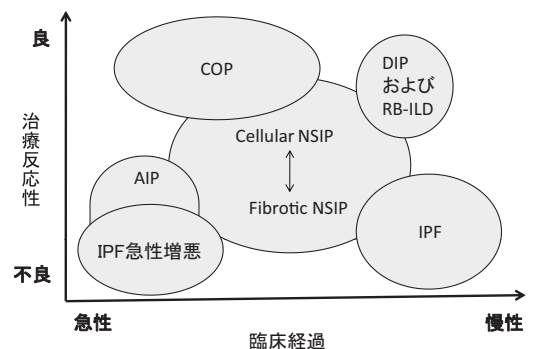 良
COP
DIP
および
RB-ILD
治療反応性
Cellular NSIP
AIP
Fibrotic NSIP
IPF急性増悪
IPF
不良
急性
慢性
臨床経過